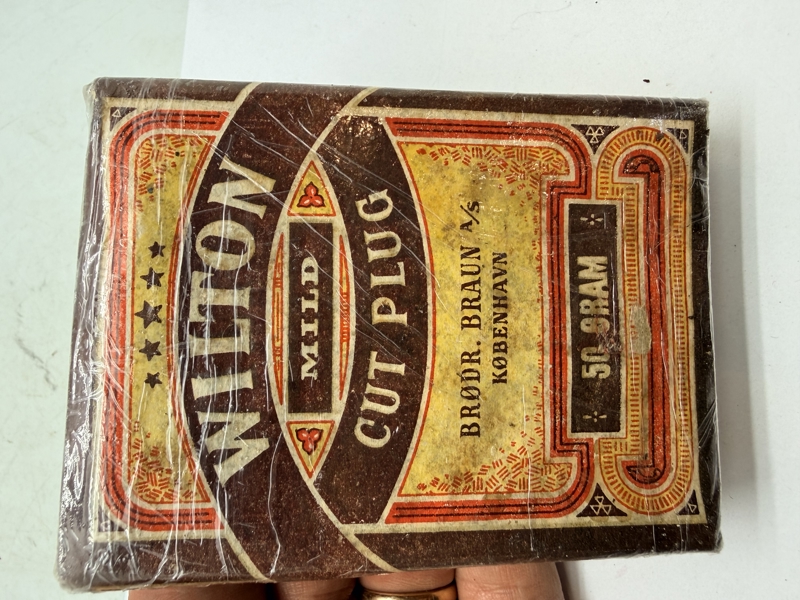 WILTON
MILD
CUT PLUG
BRØDR. BRAUN A/S
KØBENHAVN
50 GRAM